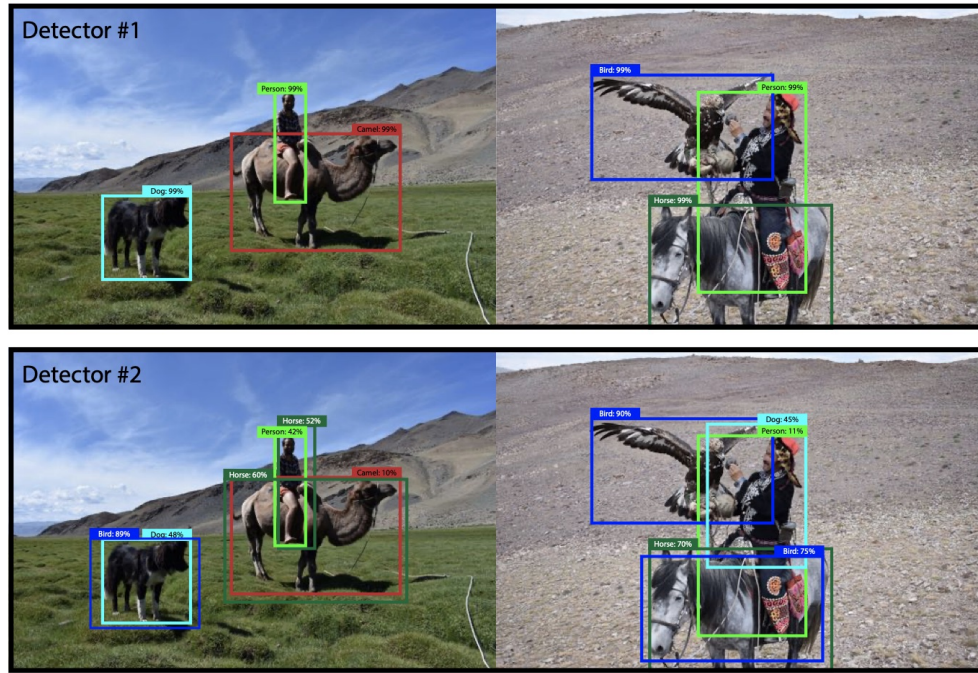 Detector #1
Person: 99%
Camel: 99%
Dog: 99%
Bird: 99%
Person: 99%
Horse: 99%
Detector #2
Horse: 52%
Person: 42%
Horse: 60%
Camel: 10%
Bird: 89%
Dog: 48%
Bird: 90%
Dog: 45%
Person: 11%
Horse: 70%
Bird: 75%